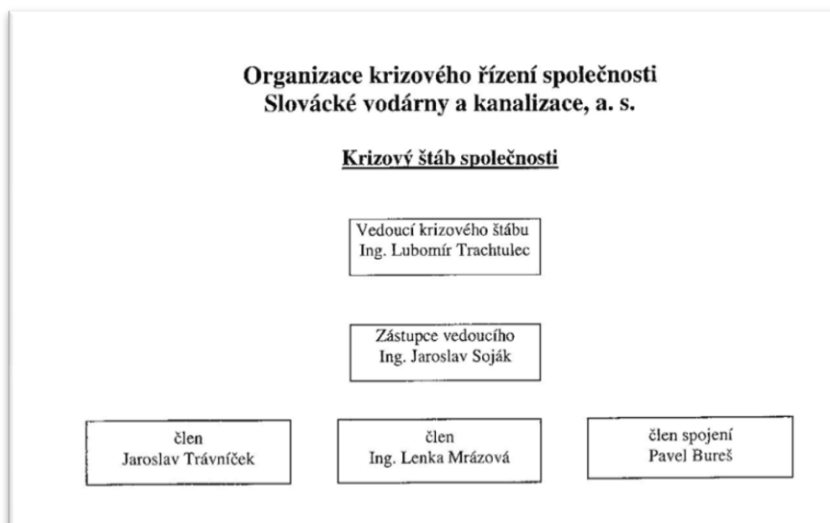 Organizace krizového řízení společnosti
Slovácké vodárny a kanalizace, a. s.
Krizový štáb společnosti
Vedoucí krizového štábu
Ing. Lubomír Trachtulec
Zástupce vedoucího
Ing. Jaroslav Soják
člen
Jaroslav Trávníček
člen
Ing. Lenka Mrázová
člen spojení
Pavel Bureš